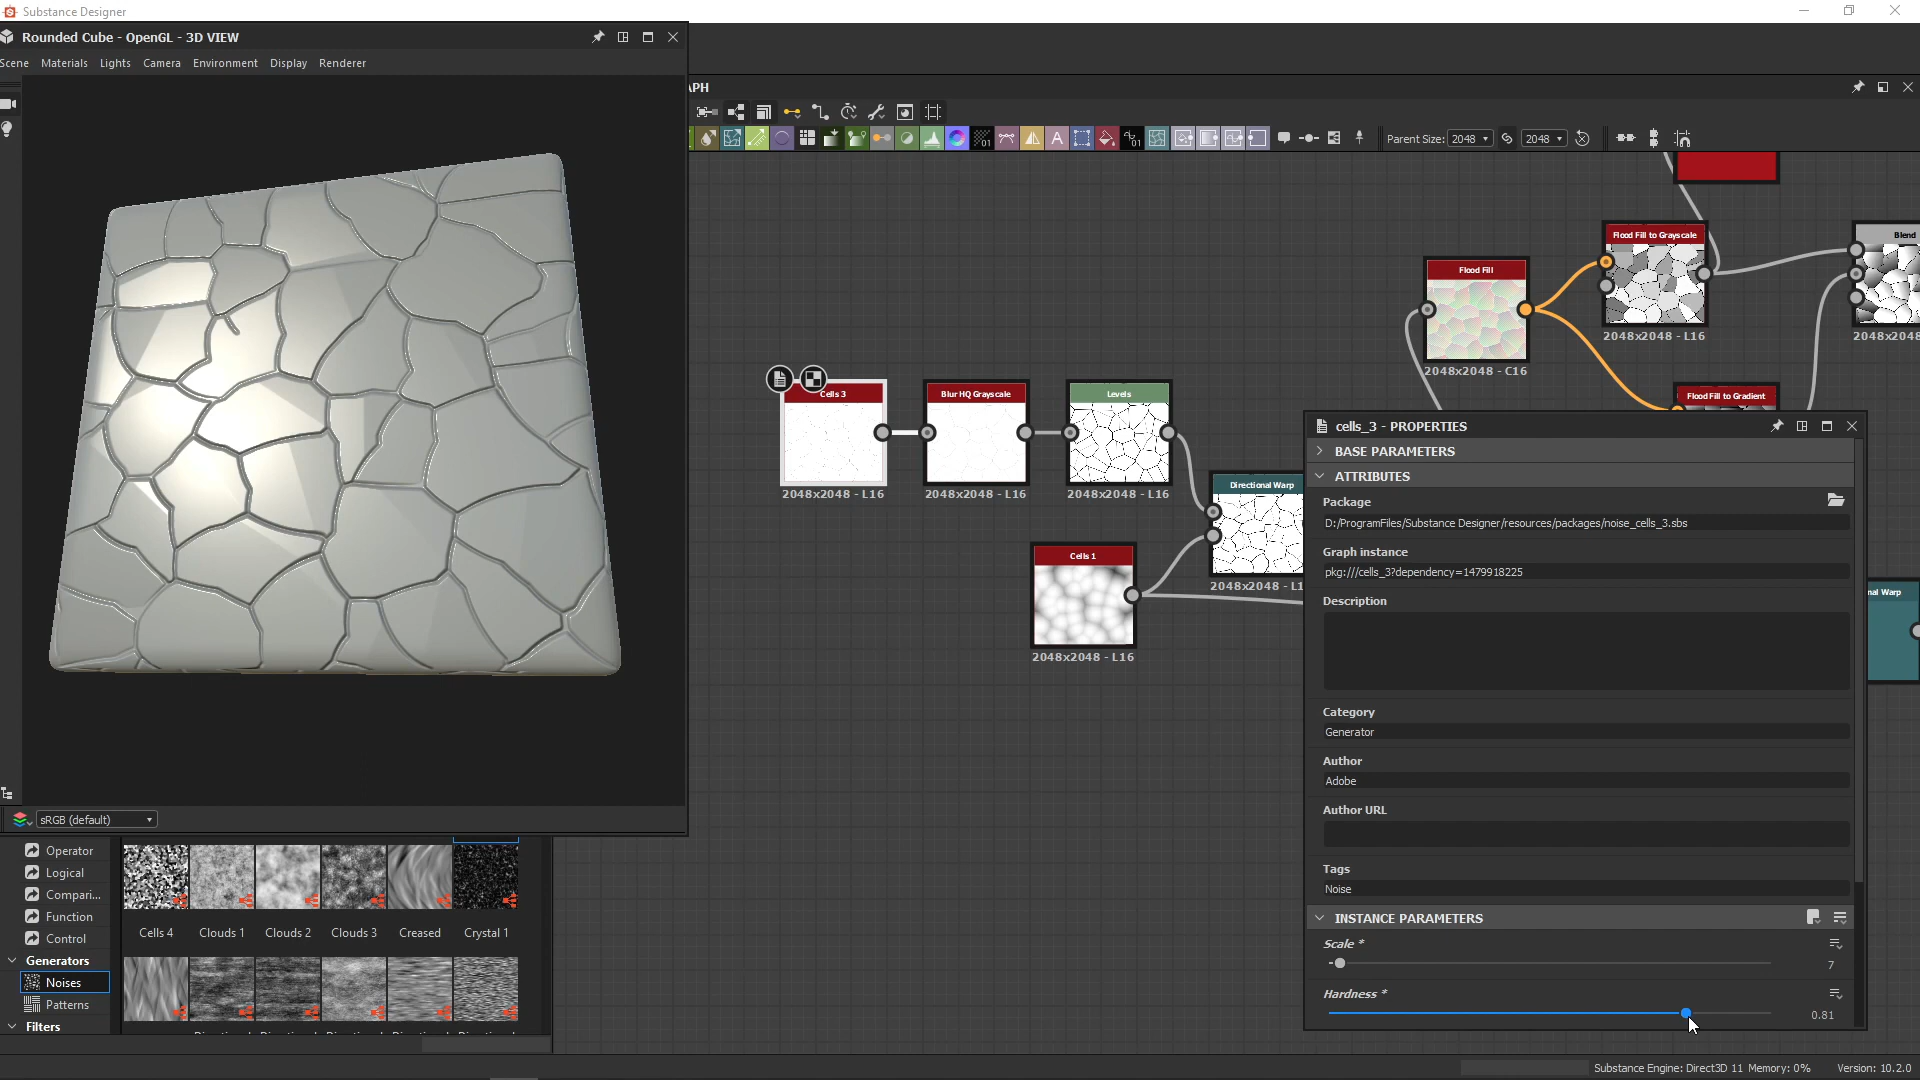 Substance Designer
Rounded Cube - OpenGL - 3D VIEW
Scene Materials Lights Camera Environment Display Renderer
APH
Parent Size: 2048 2048
01
A
01
Flood Fill
2048x2048 - C16
Flood Fill to Grayscale
2048x2048 - L16
Blend
Flood Fill to Gradient
Cells 3
2048x2048 - L16
Blur HQ Grayscale
2048x2048 - L16
Levels
2048x2048 - L16
Directional Warp
2048x2048 - L1
Cells 1
2048x2048 - L16
nal Warp
cells_3 - PROPERTIES
BASE PARAMETERS
ATTRIBUTES
Package
D:/ProgramFiles/Substance Designer/resources/packages/noise_cells_3.sbs
Graph instance
pkg:///cells_3?dependency=1479918225
Description
Category
Generator
Author
Adobe
Author URL
Tags
Noise
INSTANCE PARAMETERS
Scale *
7
Hardness *
0.81
sRGB (default)
Operator
Logical
Compari...
Function
Control
Generators
Noises
Patterns
Filters
Cells 4 Clouds 1 Clouds 2 Clouds 3 Creased Crystal 1
Substance Engine: Direct3D 11 Memory: 0% Version: 10.2.0